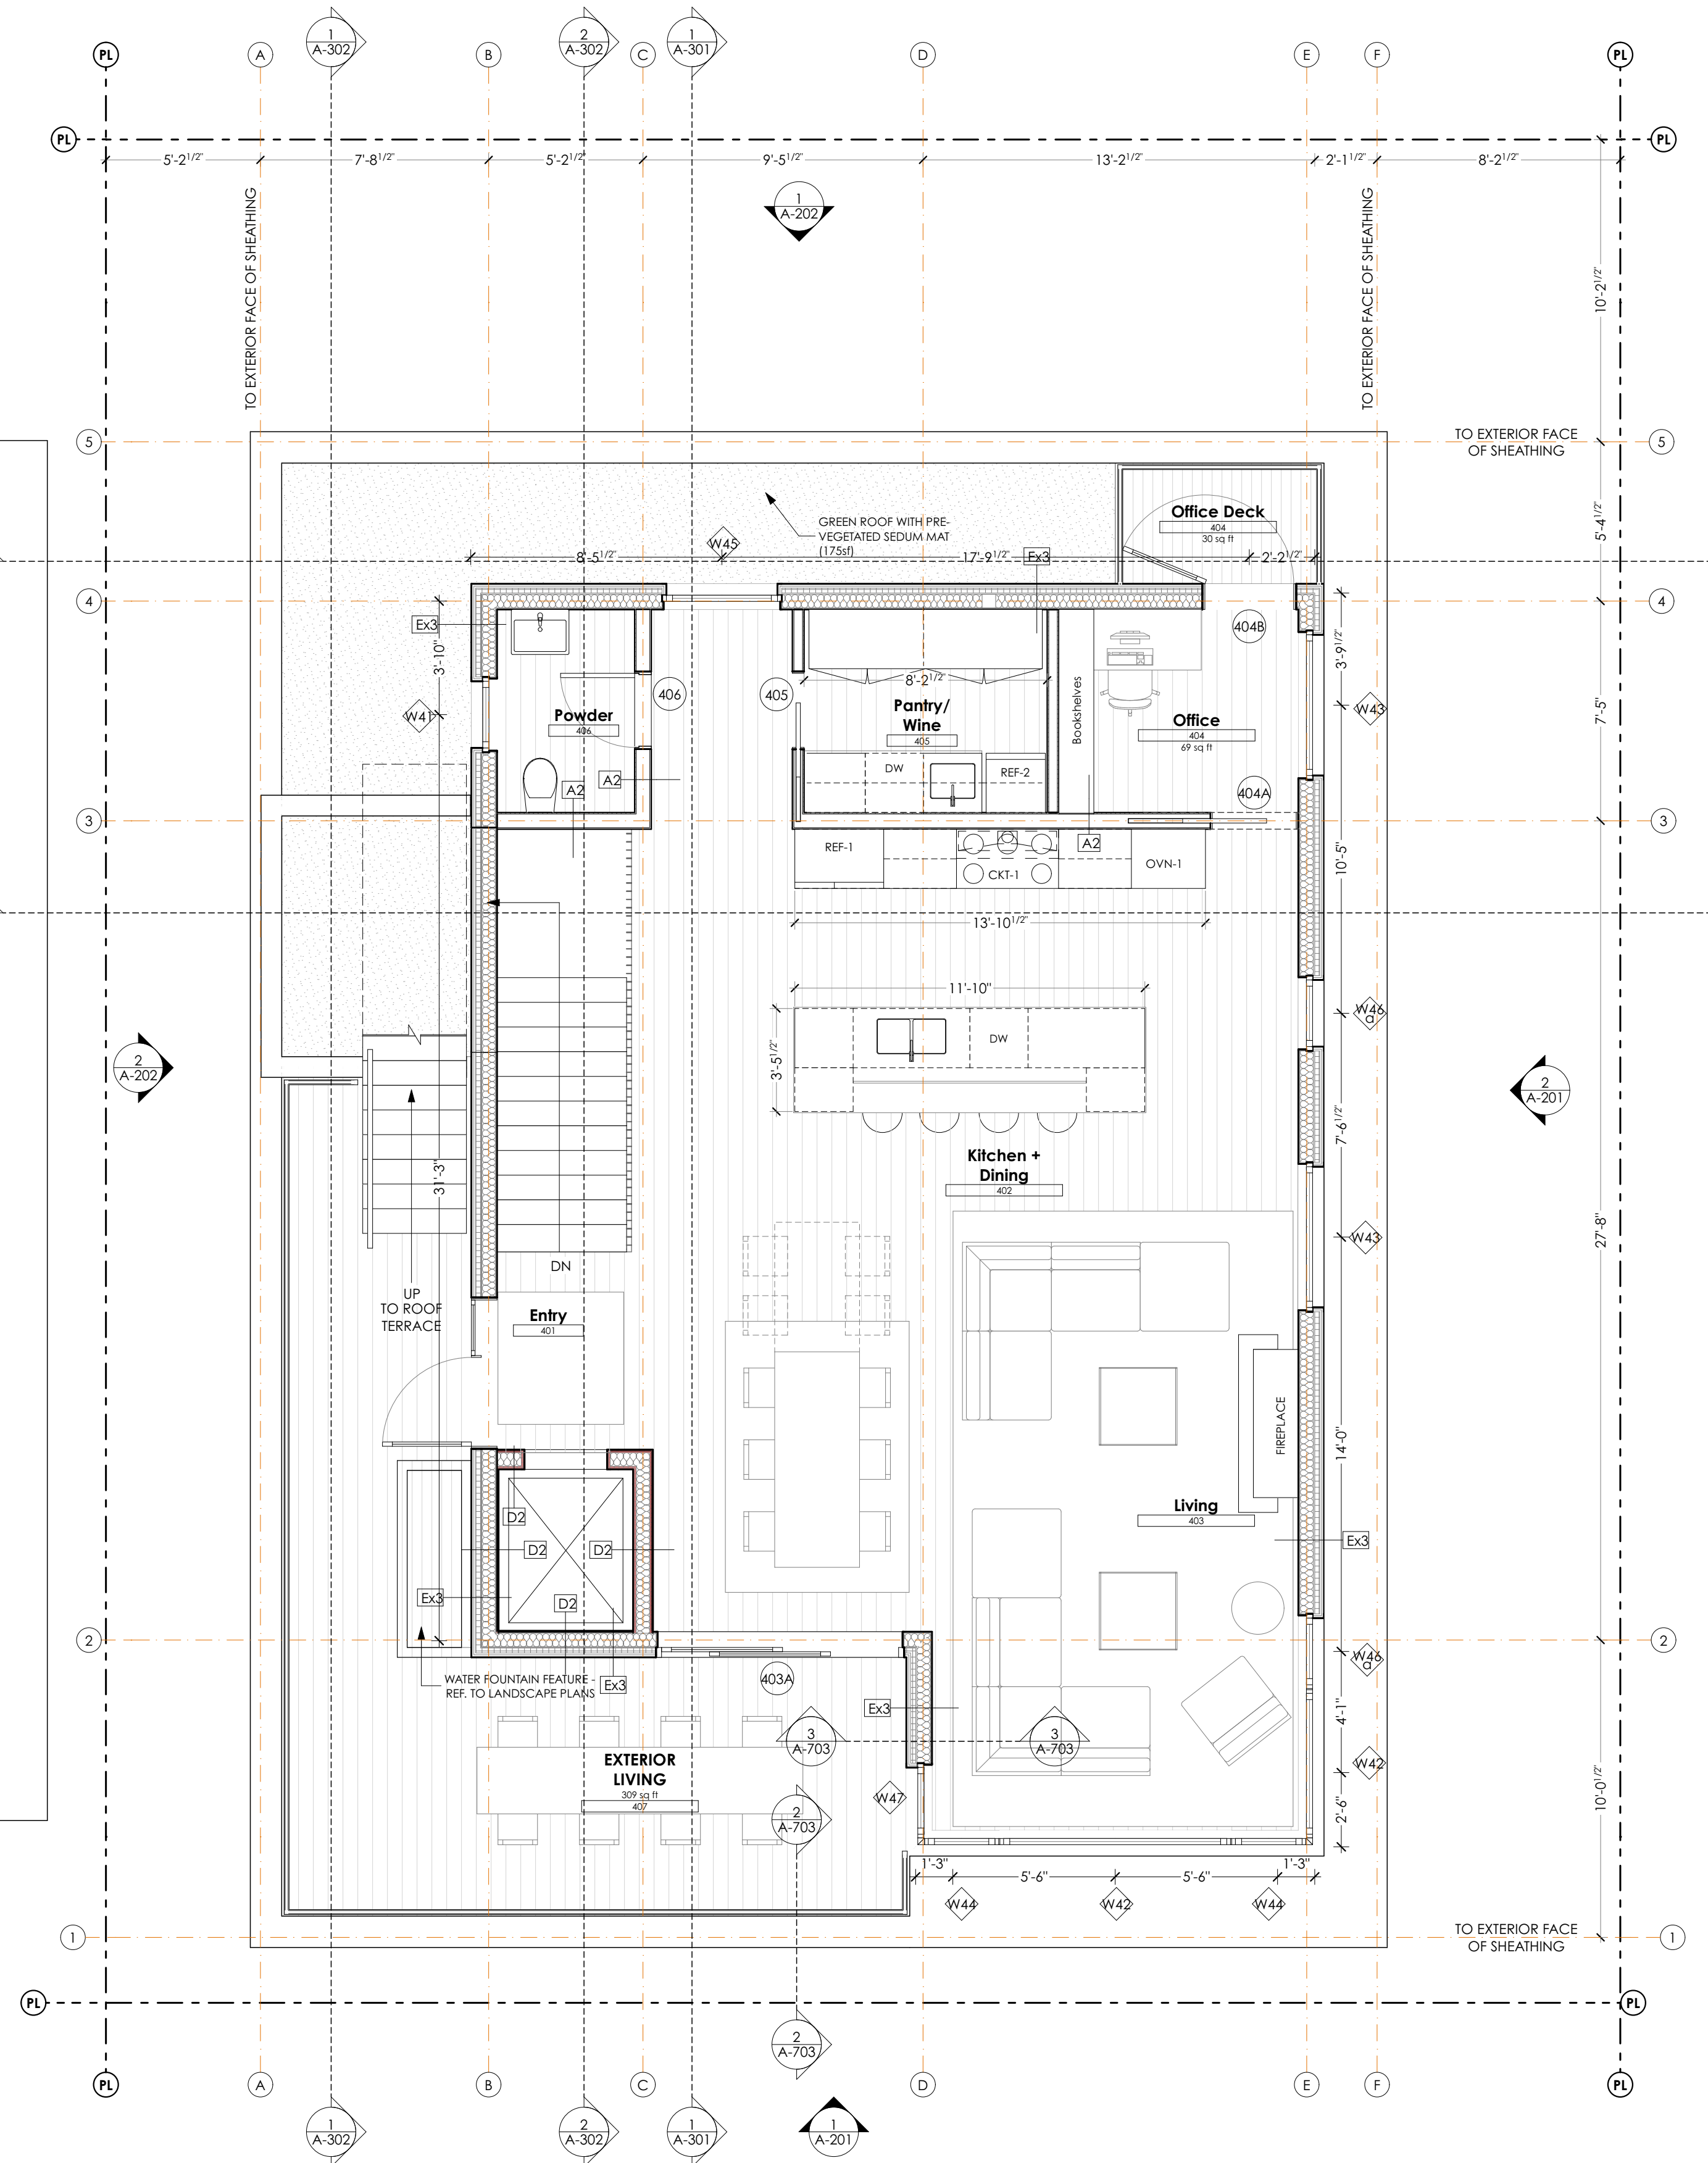 1
A-302
2
A-302
1
A-301
PL
A
B
C
D
E
F
PL
PL
PL
5'-2 1/2"
7'-8 1/2"
5'-2 1/2"
9'-5 1/2"
13'-2 1/2"
2'-1 1/2"
8'-2 1/2"
TO EXTERIOR FACE OF SHEATHING
TO EXTERIOR FACE OF SHEATHING
1
A-202
10'-2 1/2"
5
TO EXTERIOR FACE
OF SHEATHING
5
GREEN ROOF WITH PRE-
VEGETATED SEDUM MAT
(175sf)
Office Deck
404
30 sq ft
5'-4 1/2"
W45
8'-5 1/2"
17'-9 1/2"
Ex3
2'-2 1/2"
4
4
Ex3
404B
3'-10"
3'-9 1/2"
406
405
8'-2 1/2"
W41
Powder
406
Pantry/
Wine
405
Bookshelves
Office
404
69 sq ft
W43
7'-5"
DW
REF-2
A2
A2
404A
3
3
REF-1
CKT-1
A2
OVN-1
10'-5"
13'-10 1/2"
11'-10"
W46
a
DW
3'-5 1/2"
2
A-202
2
A-201
7'-6 1/2"
Kitchen +
Dining
402
31'-3"
W43
27'-8"
DN
UP
TO ROOF
TERRACE
Entry
401
FIREPLACE
14'-0"
Living
403
D2
D2
D2
Ex3
Ex3
D2
2
2
W46
a
WATER FOUNTAIN FEATURE -
REF. TO LANDSCAPE PLANS
Ex3
403A
Ex3
4'-1"
3
A-703
3
A-703
EXTERIOR
LIVING
309 sq ft
407
W42
W47
2
A-703
2'-6"
10'-0 1/2"
1'-3"
5'-6"
5'-6"
1'-3"
W44
W42
W44
1
TO EXTERIOR FACE
OF SHEATHING
1
PL
PL
2
A-703
PL
A
B
C
D
E
F
PL
1
A-302
2
A-302
1
A-301
1
A-201